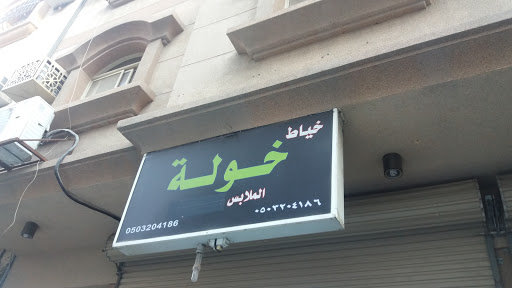 خياط
خولة
الملابس
٠٥٠٣٢٠٤١٨٦
0503204186